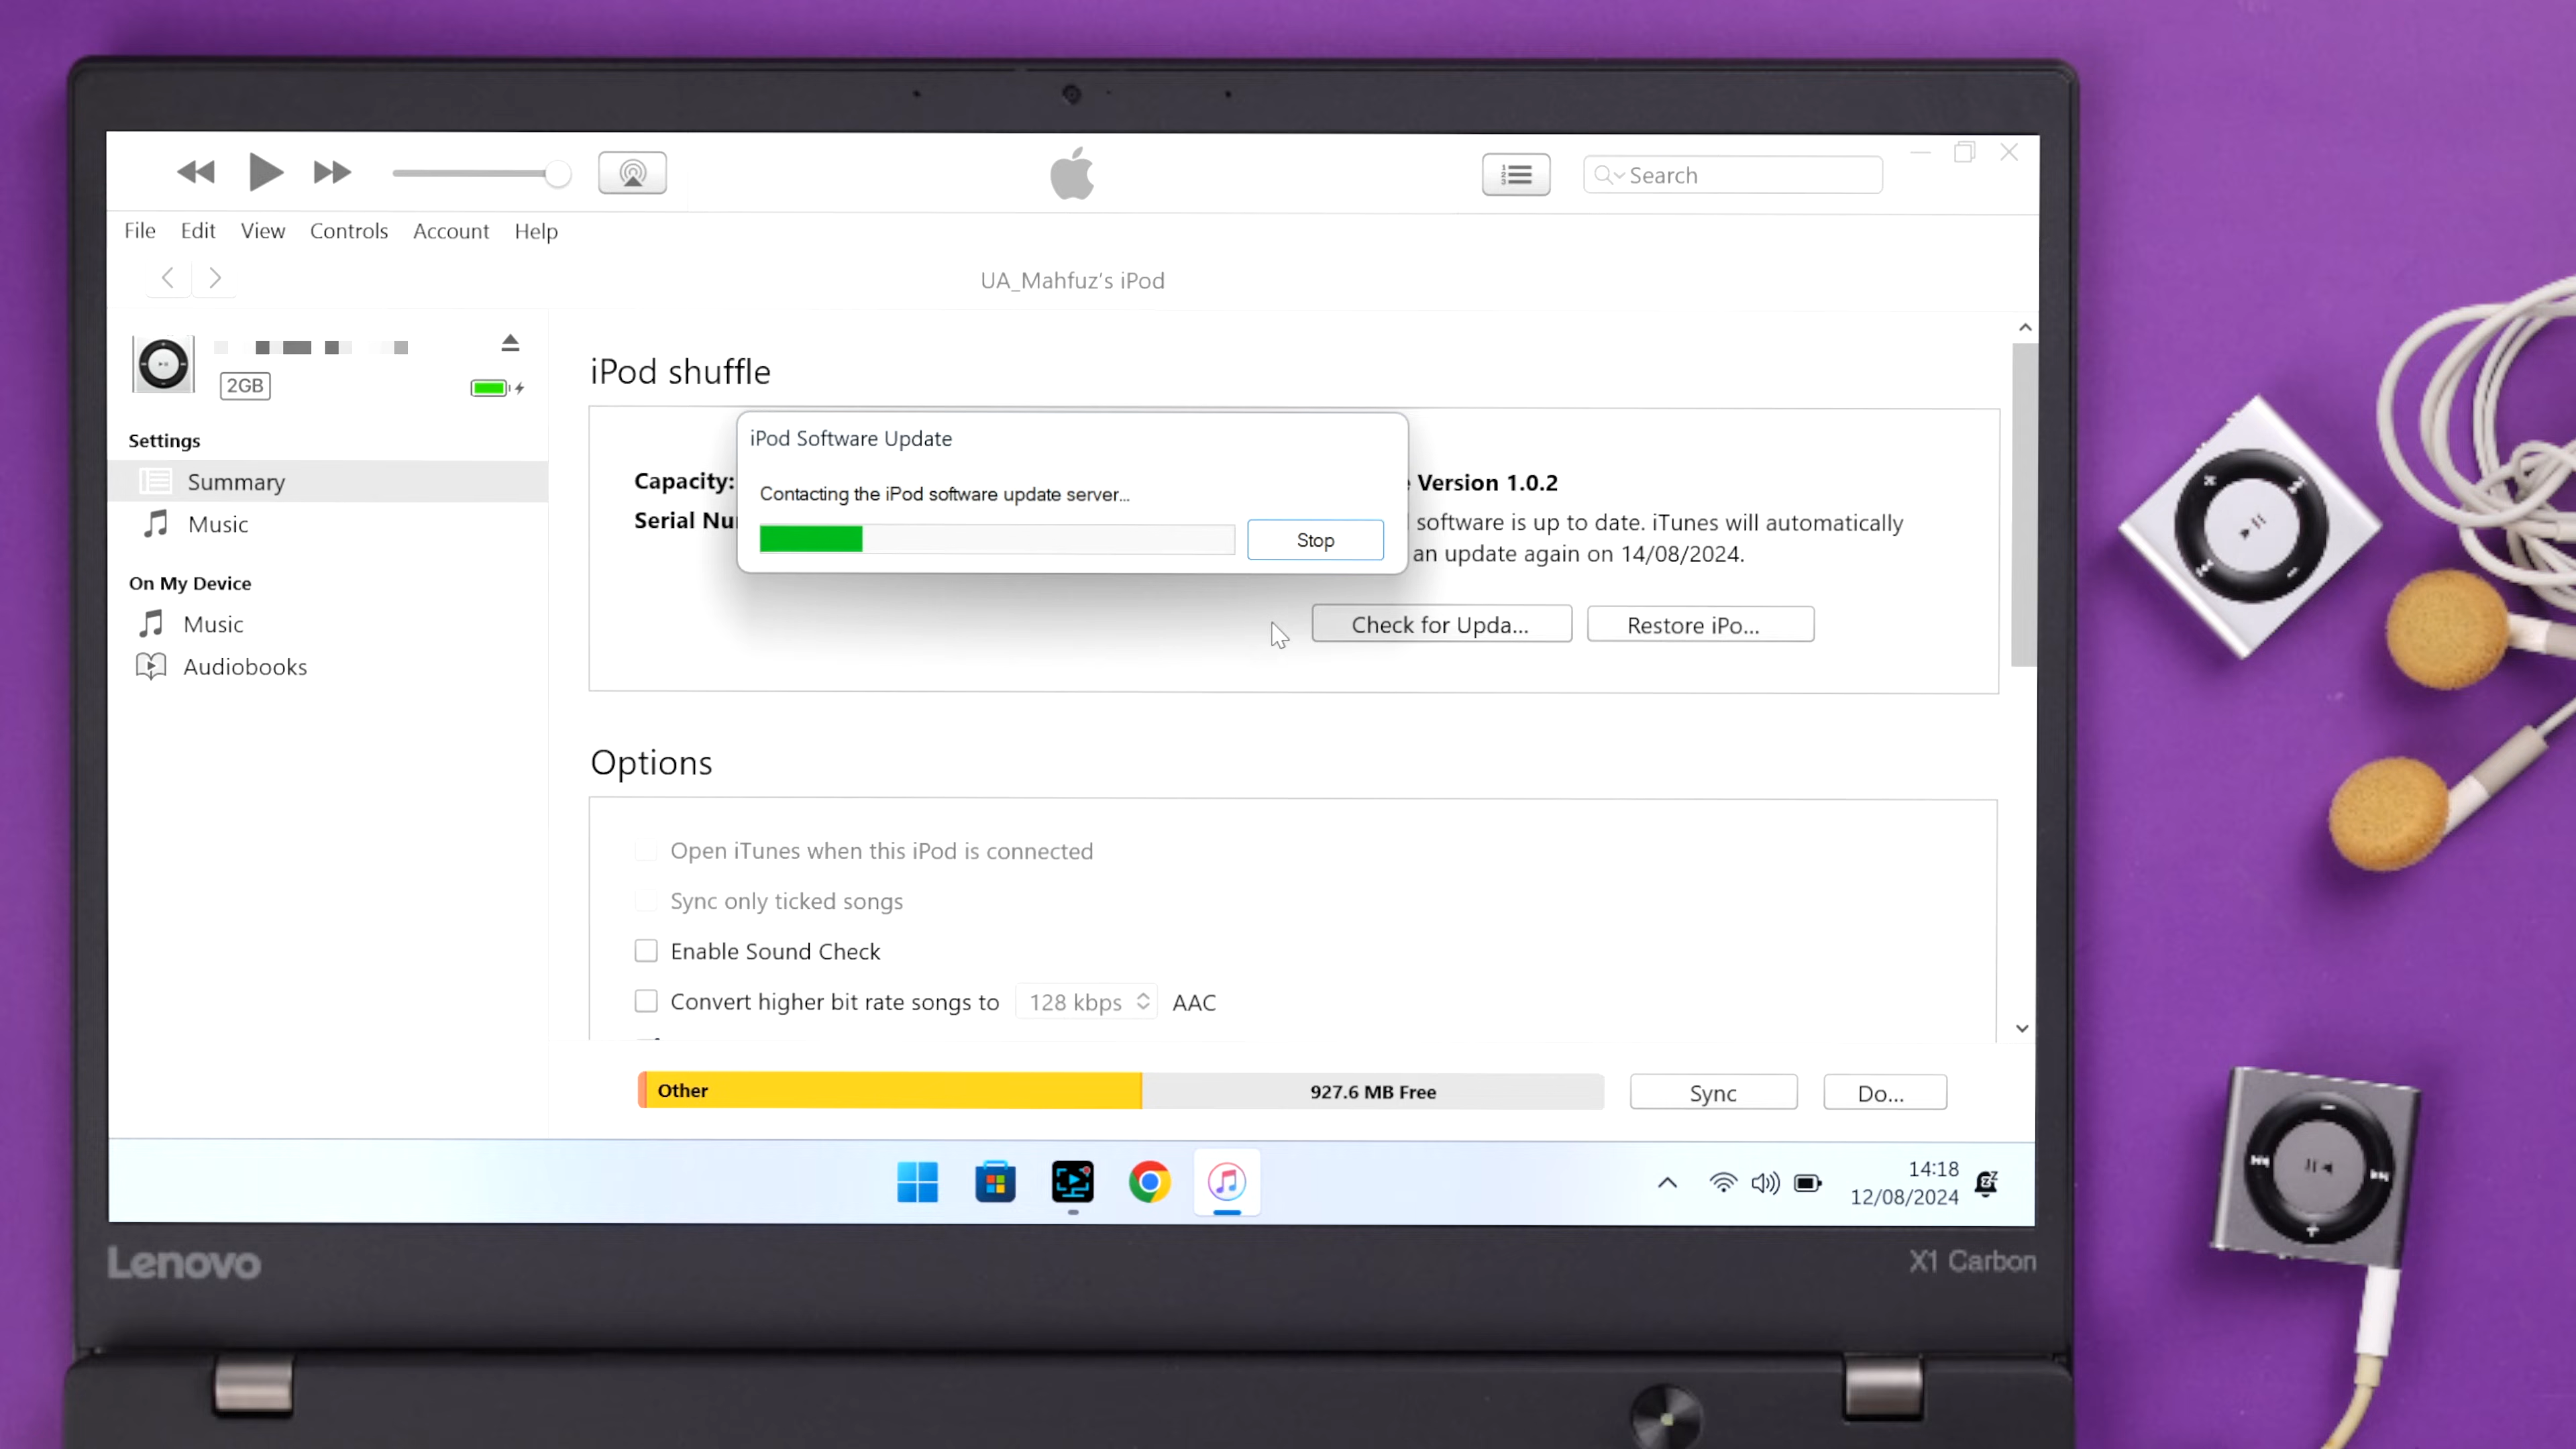 Search
File Edit View Controls Account Help
UA_Mahfuz's iPod
2GB
Settings
Summary
Music
On My Device
Music
Audiobooks
iPod shuffle
iPod Software Update
Contacting the iPod software update server...
Stop
Capacity:
Version 1.0.2
Serial Nu
software is up to date. iTunes will automatically
an update again on 14/08/2024.
Check for Upda...
Restore iPo...
Options
Open iTunes when this iPod is connected
Sync only ticked songs
Enable Sound Check
Convert higher bit rate songs to 128 kbps AAC
Other
927.6 MB Free
Sync
Do...
14:18
12/08/2024
Lenovo
X1 Carbon